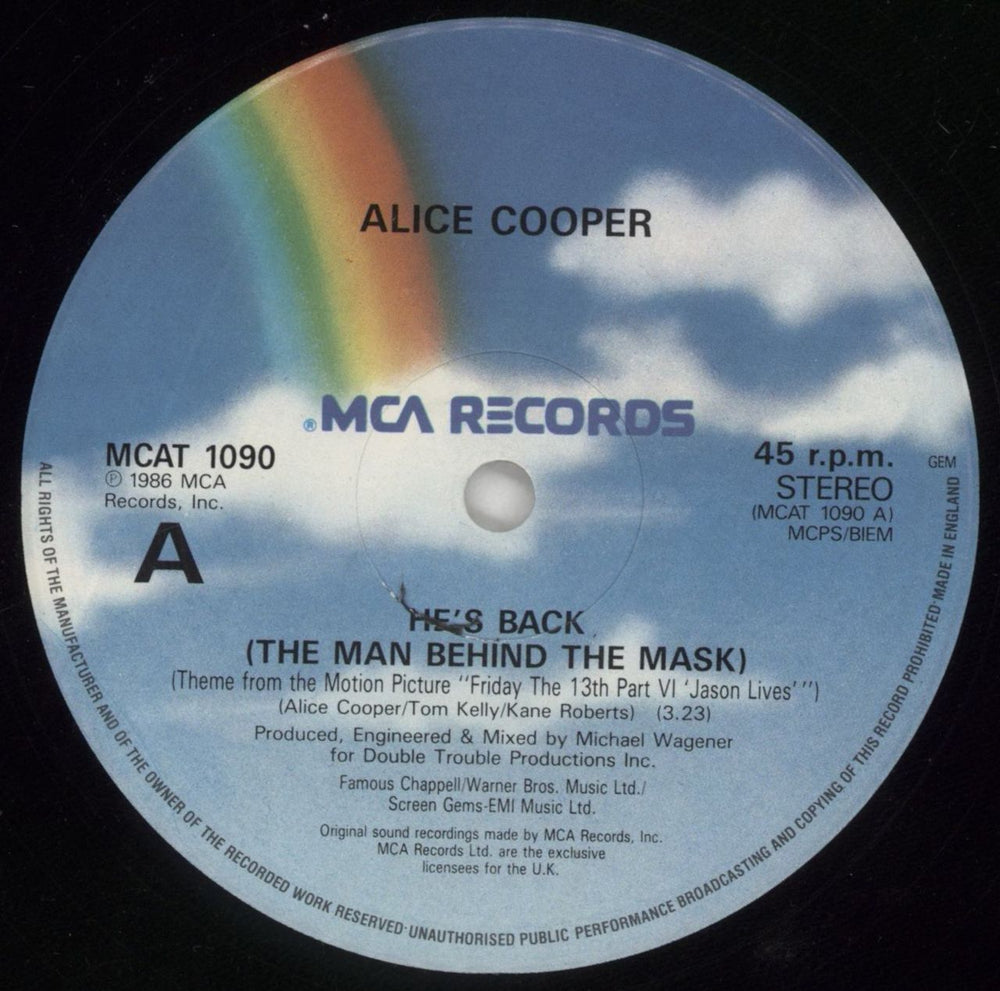 ALICE COOPER
®MCA RECORDS
MCAT 1090
℗ 1986 MCA
Records, Inc.
A
45 r.p.m.
STEREO
(MCAT 1090 A)
MCPS/BIEM
GEM
HE'S BACK
(THE MAN BEHIND THE MASK)
(Theme from the Motion Picture "Friday The 13th Part VI 'Jason Lives' ")
(Alice Cooper/Tom Kelly/Kane Roberts) (3.23)
Produced, Engineered & Mixed by Michael Wagener
for Double Trouble Productions Inc.
Famous Chappell/Warner Bros. Music Ltd./
Screen Gems-EMI Music Ltd.
Original sound recordings made by MCA Records, Inc.
MCA Records Ltd. are the exclusive
licensees for the U.K.
ALL RIGHTS OF THE MANUFACTURER AND OF THE OWNER OF THE RECORDED WORK RESERVED·UNAUTHORISED PUBLIC PERFORMANCE BROADCASTING AND COPYING OF THIS RECORD PROHIBITED·MADE IN ENGLAND